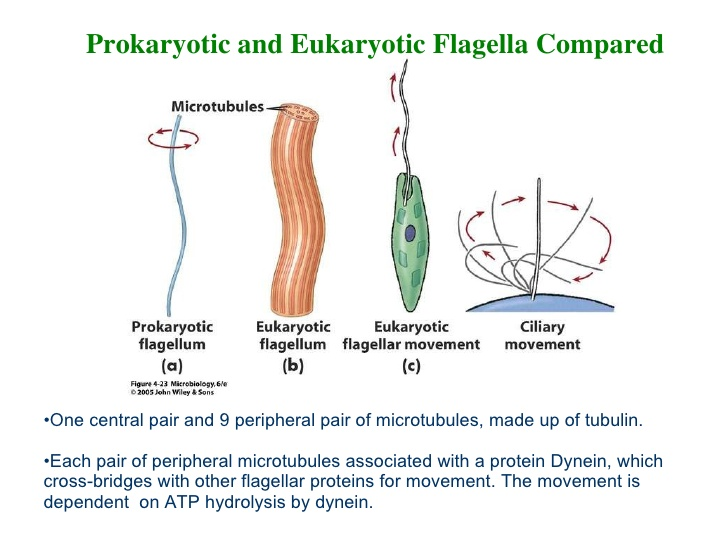 Prokaryotic and Eukaryotic Flagella Compared
Microtubules
Prokaryotic
flagellum
(a)
Eukaryotic
flagellum
(b)
Eukaryotic
flagellar movement
(c)
Ciliary
movement
Figure 4-23 Microbiology, 6/e
© 2005 John Wiley & Sons
•One central pair and 9 peripheral pair of microtubules, made up of tubulin.
•Each pair of peripheral microtubules associated with a protein Dynein, which
cross-bridges with other flagellar proteins for movement. The movement is
dependent  on ATP hydrolysis by dynein.